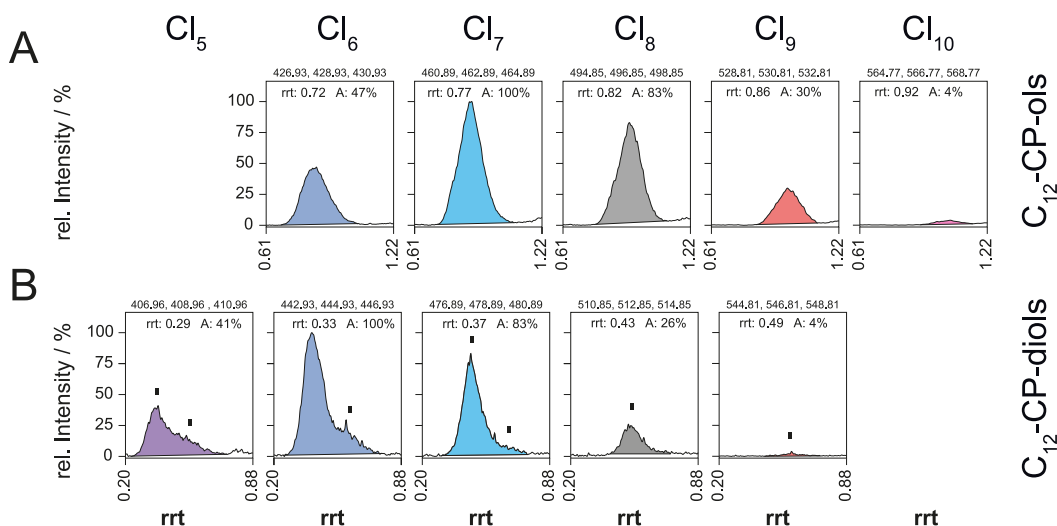 A
Cl5 Cl6 Cl7 Cl8 Cl9 Cl10
426.93, 428.93, 430.93 460.89, 462.89, 464.89 494.85, 496.85, 498.85 528.81, 530.81, 532.81 564.77, 566.77, 568.77
rrt: 0.72 A: 47% rrt: 0.77 A: 100% rrt: 0.82 A: 83% rrt: 0.86 A: 30% rrt: 0.92 A: 4%
rel. Intensity / %
100
75
50
25
0
0.61 1.22 0.61 1.22 0.61 1.22 0.61 1.22 0.61 1.22
C12-CP-ols
B
406.96, 408.96 , 410.96 442.93, 444.93, 446.93 476.89, 478.89, 480.89 510.85, 512.85, 514.85 544.81, 546.81, 548.81
rrt: 0.29 A: 41% rrt: 0.33 A: 100% rrt: 0.37 A: 83% rrt: 0.43 A: 26% rrt: 0.49 A: 4%
rel. Intensity / %
100
75
50
25
0
0.20 0.88 0.20 0.88 0.20 0.88 0.20 0.88 0.20 0.88
C12-CP-diols
rrt rrt rrt rrt rrt rrt